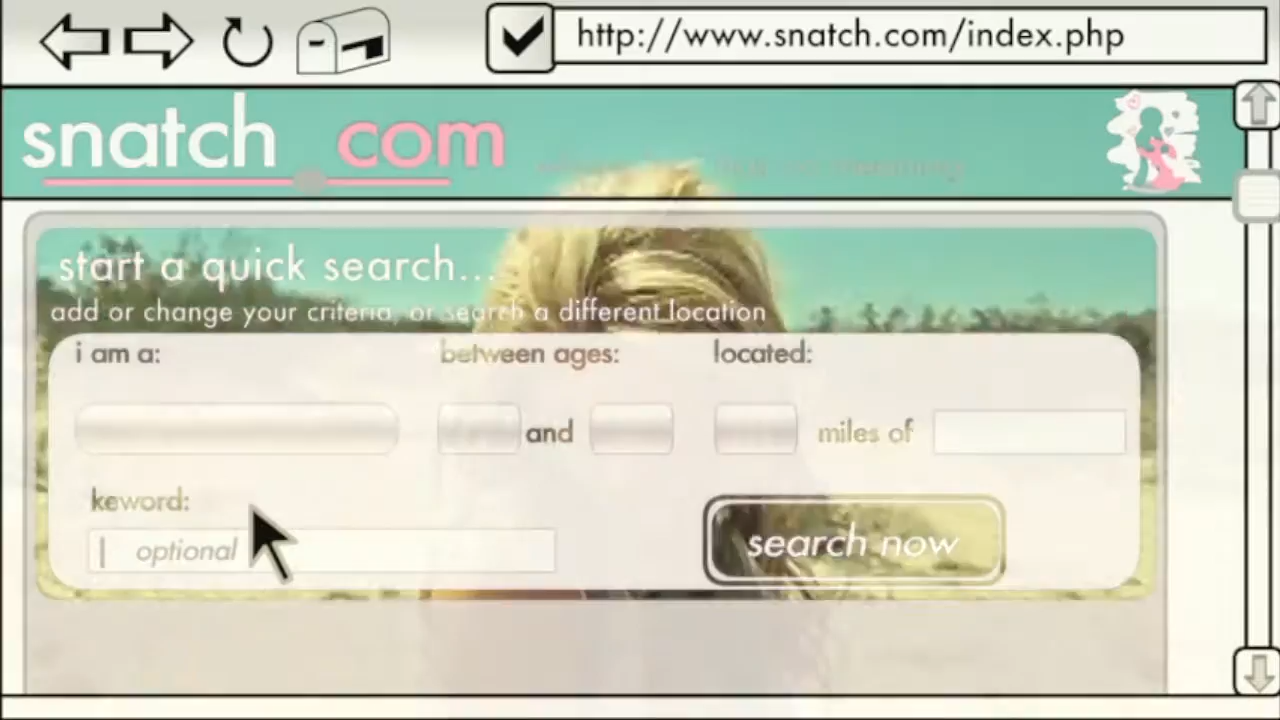 http://www.snatch.com/index.php
snatch com
start a quick search...
add or change your criteria, or search a different location
i am a:
between ages:
located:
and
miles of
keword:
optional
search now